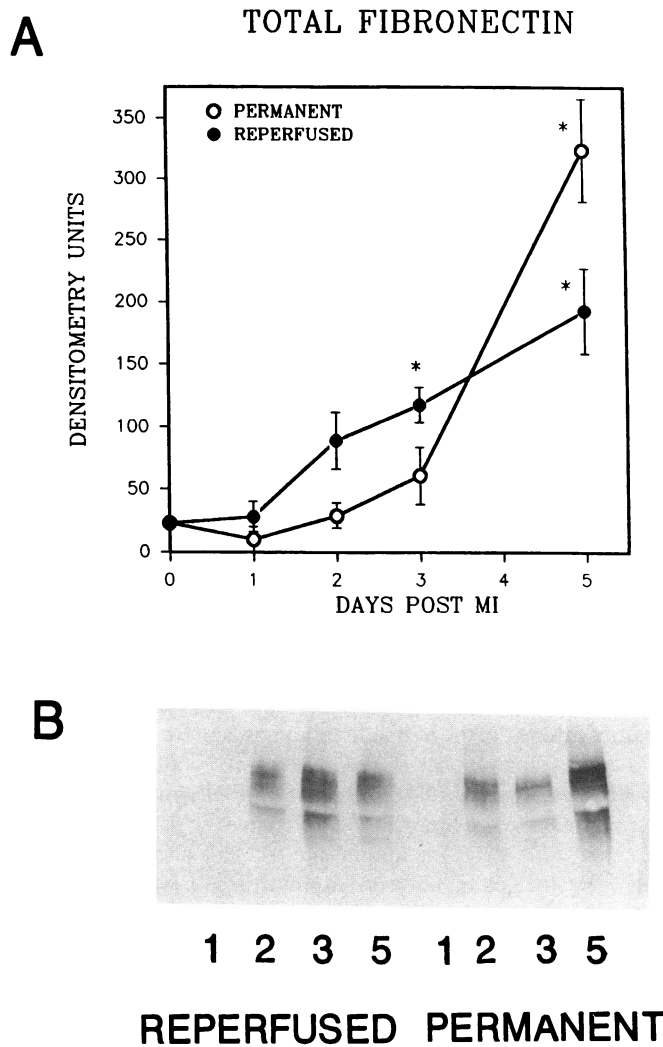 A
TOTAL FIBRONECTIN
350
300
250
200
150
100
50
0
DENSITOMETRY UNITS
PERMANENT
REPERFUSED
*
*
*
0 1 2 3 4 5
DAYS POST MI
B
1 2 3 5 1 2 3 5
REPERFUSED PERMANENT